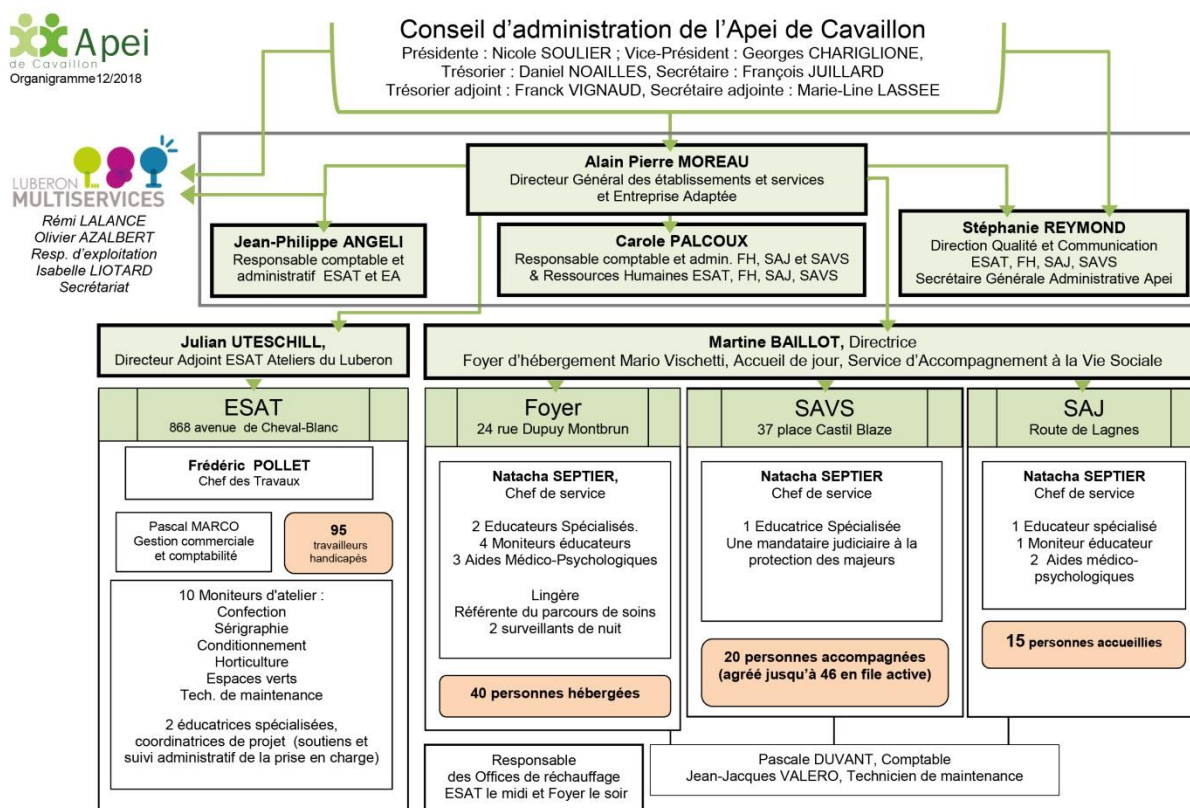 Apei
de Cavaillon
Organigramme12/2018
Conseil d'administration de l'Apei de Cavaillon
Présidente : Nicole SOULIER ; Vice-Président : Georges CHARIGLIONE,
Trésorier : Daniel NOAILLES, Secrétaire : François JUILLARD
Trésorier adjoint : Franck VIGNAUD, Secrétaire adjointe : Marie-Line LASSEE
LUBERON
MULTISERVICES
Rémi LALANCE
Olivier AZALBERT
Resp. d'exploitation
Isabelle LIOTARD
Secrétariat
Alain Pierre MOREAU
Directeur Général des établissements et services
et Entreprise Adaptée
Jean-Philippe ANGELI
Responsable comptable et
administratif ESAT et EA
Carole PALCOUX
Responsable comptable et admin. FH, SAJ et SAVS
& Ressources Humaines ESAT, FH, SAJ, SAVS
Stéphanie REYMOND
Direction Qualité et Communication
ESAT, FH, SAJ, SAVS
Secrétaire Générale Administrative Apei
Julian UTESCHILL,
Directeur Adjoint ESAT Ateliers du Luberon
Martine BAILLOT, Directrice
Foyer d'hébergement Mario Vischetti, Accueil de jour, Service d'Accompagnement à la Vie Sociale
ESAT
868 avenue de Cheval-Blanc
Frédéric POLLET
Chef des Travaux
Pascal MARCO
Gestion commerciale
et comptabilité
95
travailleurs
handicapés
10 Moniteurs d'atelier :
Confection
Sérigraphie
Conditionnement
Horticulture
Espaces verts
Tech. de maintenance
2 éducatrices spécialisées,
coordinatrices de projet (soutiens et
suivi administratif de la prise en charge)
Foyer
24 rue Dupuy Montbrun
Natacha SEPTIER,
Chef de service
2 Educateurs Spécialisés.
4 Moniteurs éducateurs
3 Aides Médico-Psychologiques
Lingère
Référente du parcours de soins
2 surveillants de nuit
40 personnes hébergées
SAVS
37 place Castil Blaze
Natacha SEPTIER
Chef de service
1 Educatrice Spécialisée
Une mandataire judiciaire à la
protection des majeurs
20 personnes accompagnées
(agréé jusqu'à 46 en file active)
SAJ
Route de Lagnes
Natacha SEPTIER
Chef de service
1 Educateur spécialisé
1 Moniteur éducateur
2 Aides médico-
psychologiques
15 personnes accueillies
Responsable
des Offices de réchauffage
ESAT le midi et Foyer le soir
Pascale DUVANT, Comptable
Jean-Jacques VALERO, Technicien de maintenance